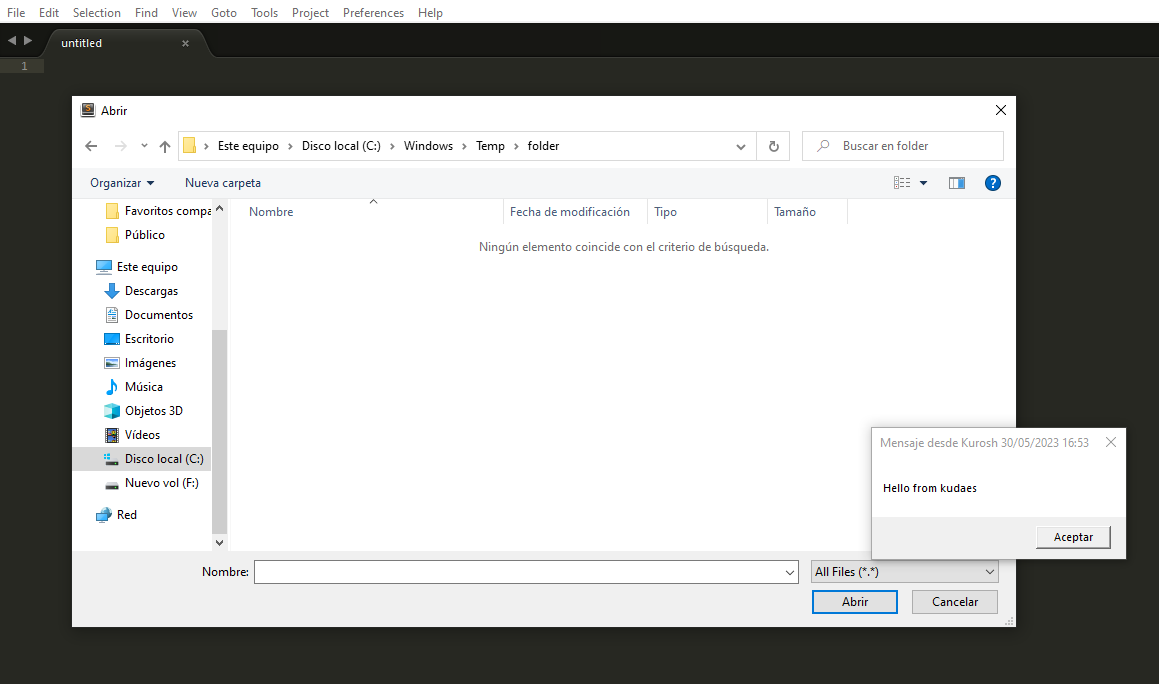 File Edit Selection Find View Goto Tools Project Preferences Help
untitled
1
Abrir
Este equipo Disco local (C:) Windows Temp folder
Buscar en folder
Organizar Nueva carpeta
Favoritos compa
Público
Este equipo
Descargas
Documentos
Escritorio
Imágenes
Música
Objetos 3D
Vídeos
Disco local (C:)
Nuevo vol (F:)
Red
Nombre Fecha de modificación Tipo Tamaño
Ningún elemento coincide con el criterio de búsqueda.
Mensaje desde Kurosh 30/05/2023 16:53
Hello from kudaes
Aceptar
Nombre: All Files (*.*)
Abrir Cancelar